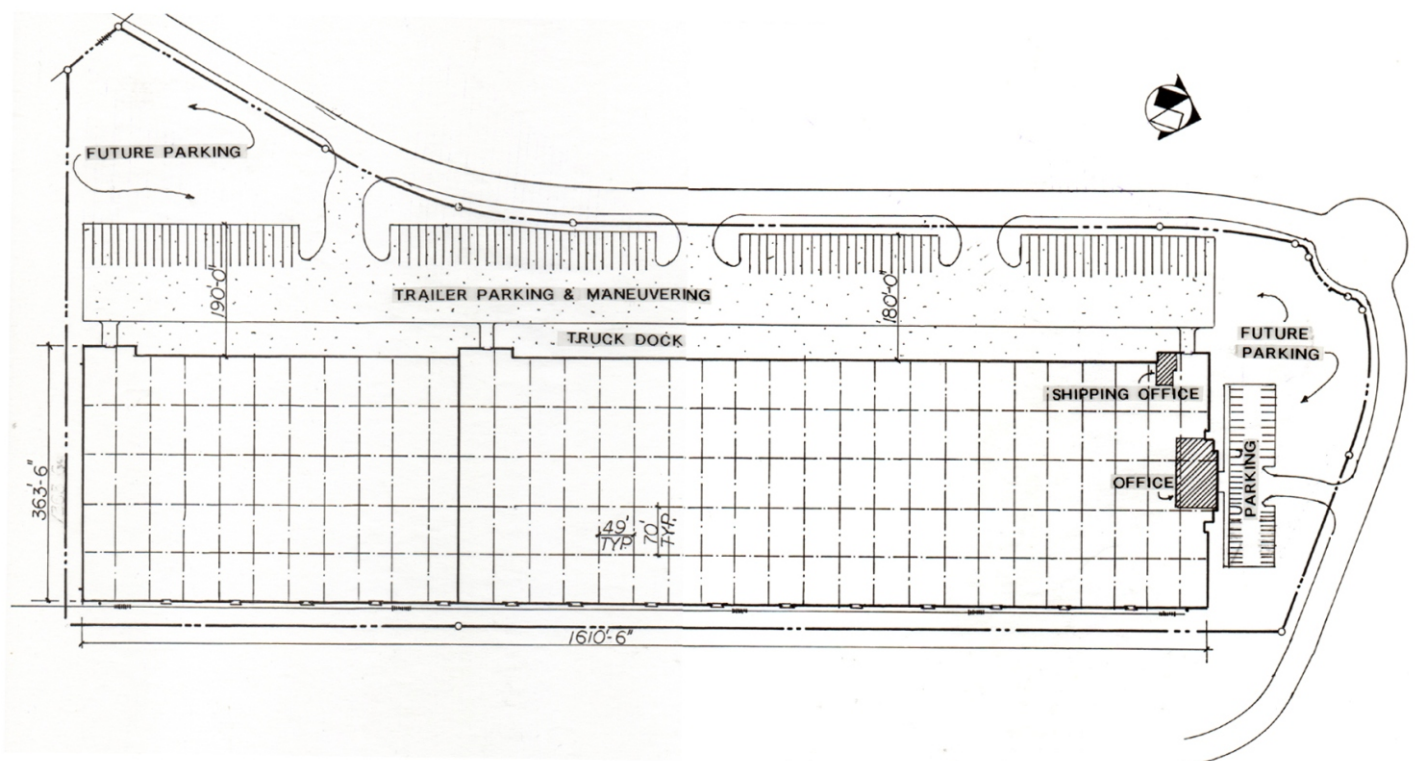 FUTURE PARKING
190'-0"
TRAILER PARKING & MANEUVERING
180'-0"
TRUCK DOCK
FUTURE
PARKING
SHIPPING OFFICE
363'-6"
OFFICE
PARKING
49'
TYP.
70'
TYP.
1610'-6"